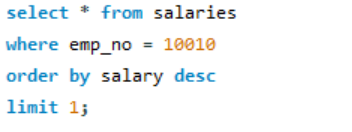 select * from salaries
where emp_no = 10010
order by salary desc
limit 1;